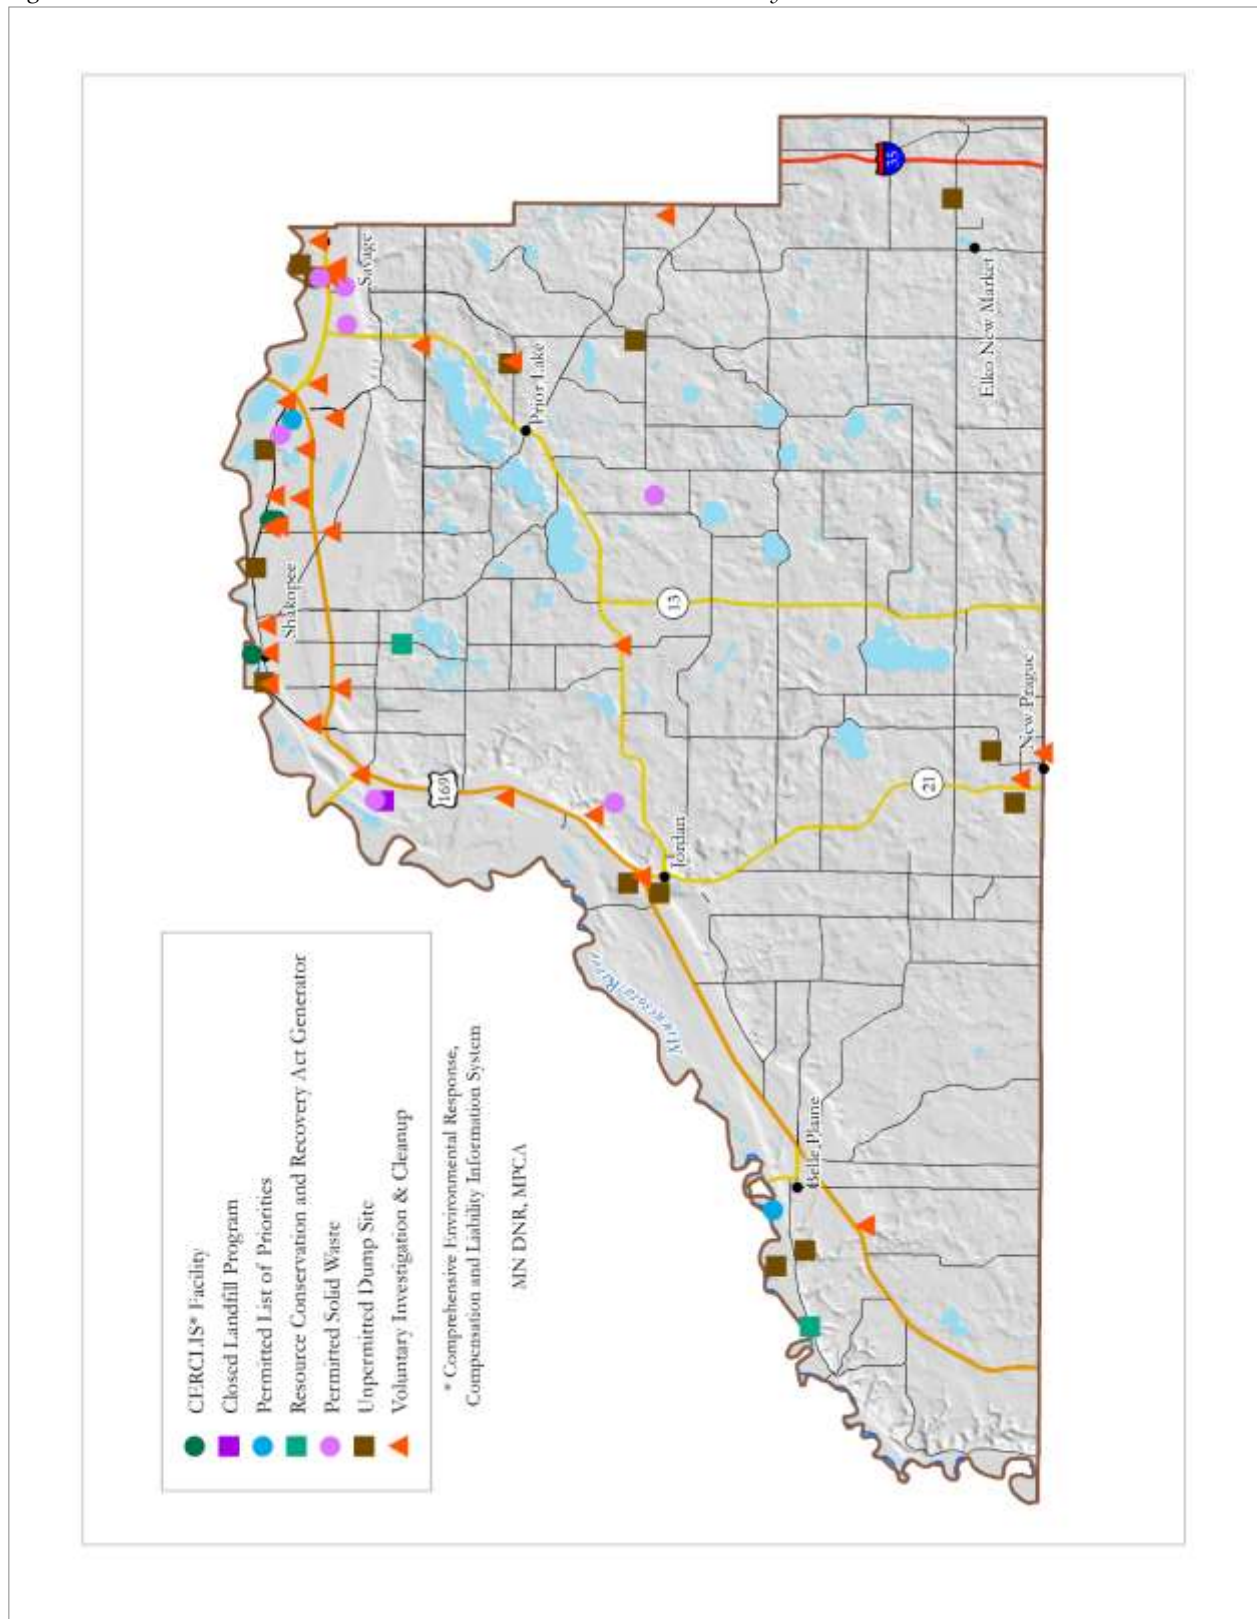 CERCLIS* Facility
Closed Landfill Program
Permitted List of Priorities
Resource Conservation and Recovery Act Generator
Permitted Solid Waste
Unpermitted Dump Site
Voluntary Investigation & Cleanup
* Comprehensive Environmental Response,
Compensation and Liability Information System
MN DNR, MPCA
Minnesota River
Belle Plaine
Jordan
169
21
New Prague
Shakopee
13
Prior Lake
Savage
Elko New Market
35